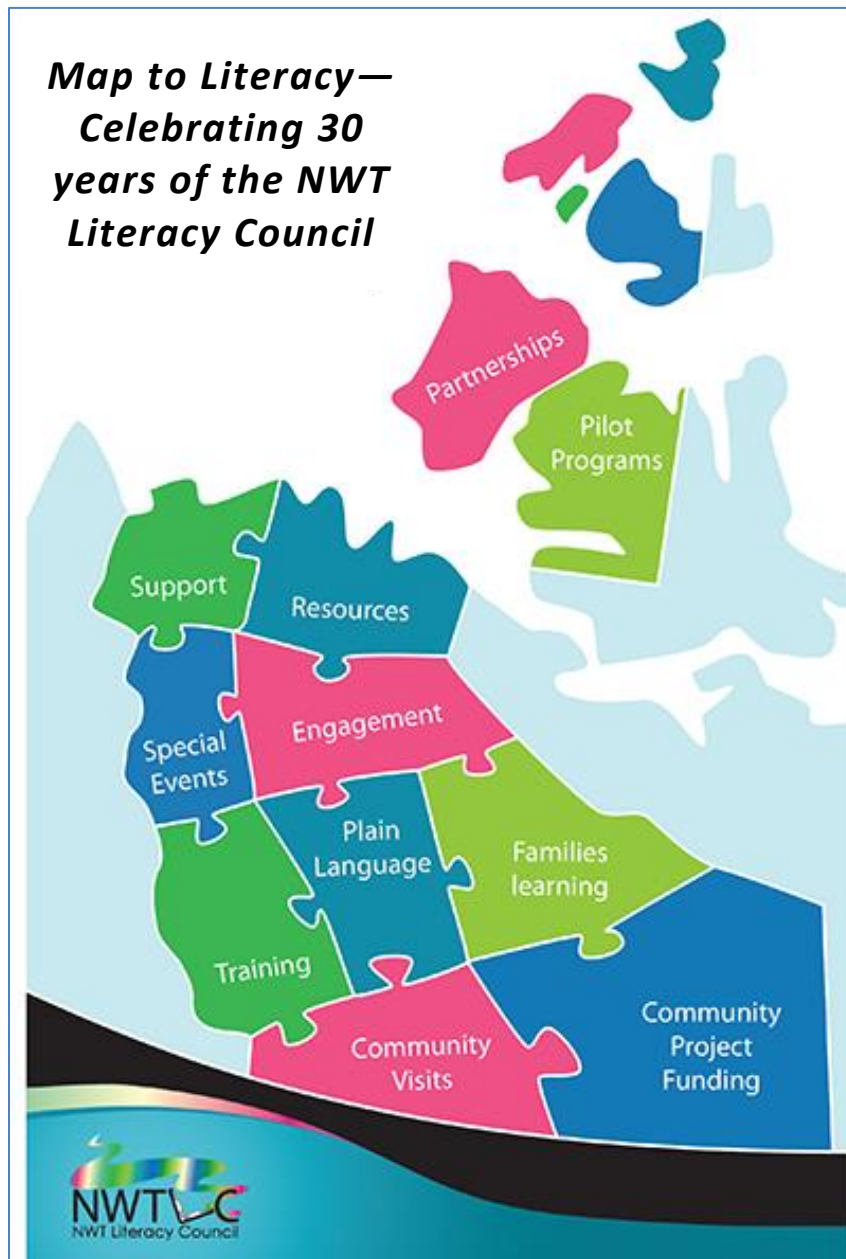 Map to Literacy—
Celebrating 30
years of the NWT
Literacy Council
Partnerships
Pilot
Programs
Support
Resources
Engagement
Special
Events
Plain
Language
Families
learning
Training
Community
Visits
Community
Project
Funding
NWTLC
NWT Literacy Council